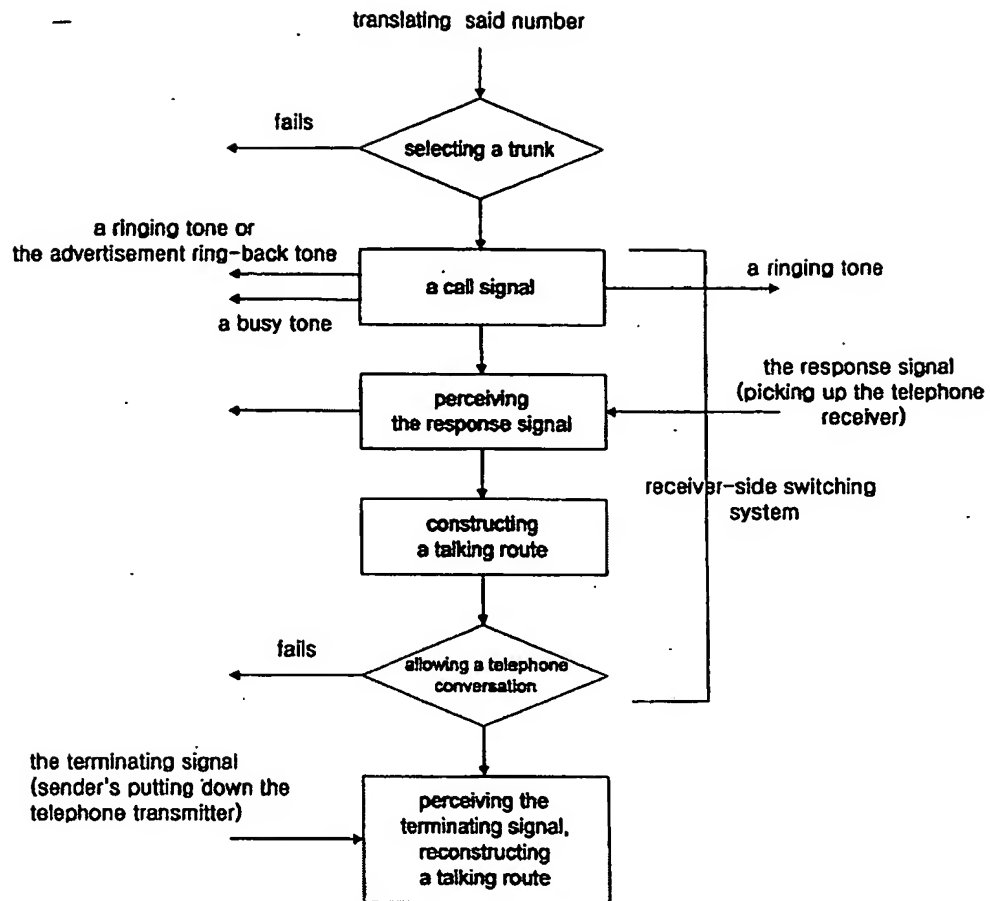 translating said number
fails
selecting a trunk
a ringing tone or
the advertisement ring-back tone
a call signal
a ringing tone
a busy tone
the response signal
(picking up the telephone
receiver)
perceiving
the response signal
receiver-side switching
system
constructing
a talking route
fails
allowing a telephone
conversation
the terminating signal
(sender's putting down the
telephone transmitter)
perceiving the
terminating signal,
reconstructing
a talking route